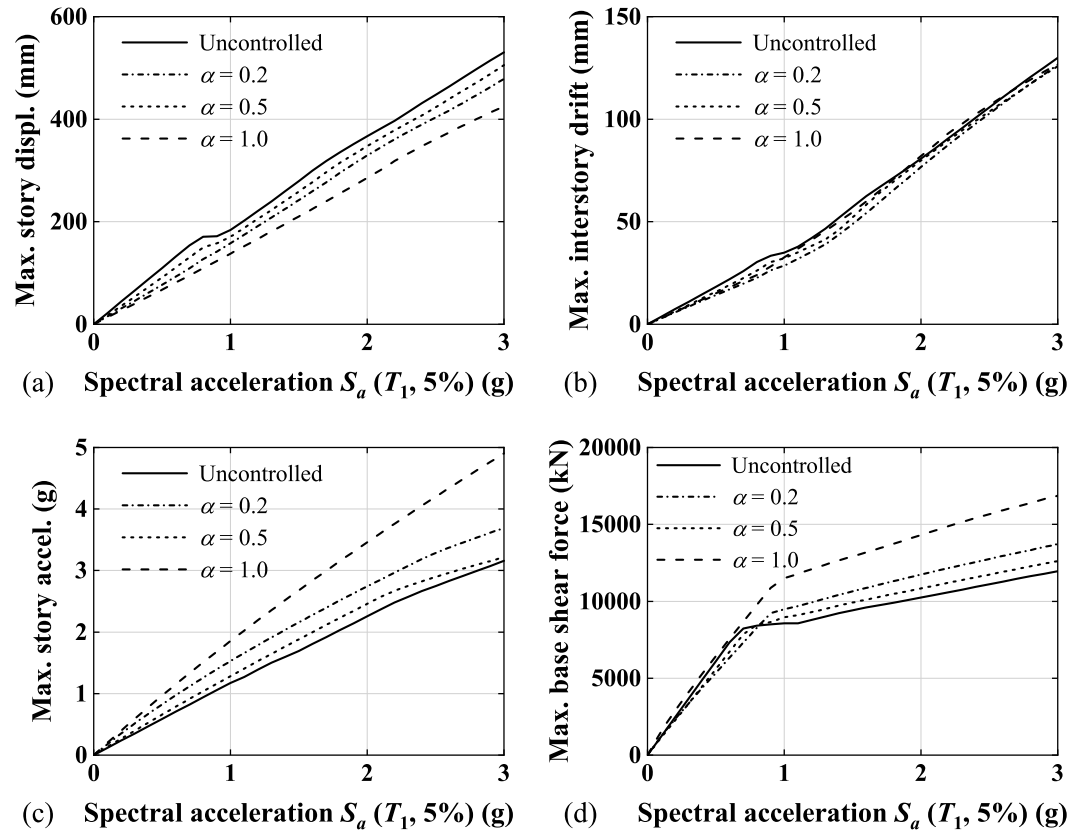 600
400
200
0
Max. story displ. (mm)
Uncontrolled
α = 0.2
α = 0.5
α = 1.0
0 1 2 3
(a) Spectral acceleration Sa (T1, 5%) (g)
150
100
50
0
Max. interstory drift (mm)
Uncontrolled
α = 0.2
α = 0.5
α = 1.0
0 1 2 3
(b) Spectral acceleration Sa (T1, 5%) (g)
5
4
3
2
1
0
Max. story accel. (g)
Uncontrolled
α = 0.2
α = 0.5
α = 1.0
0 1 2 3
(c) Spectral acceleration Sa (T1, 5%) (g)
20000
15000
10000
5000
0
Max. base shear force (kN)
Uncontrolled
α = 0.2
α = 0.5
α = 1.0
0 1 2 3
(d) Spectral acceleration Sa (T1, 5%) (g)